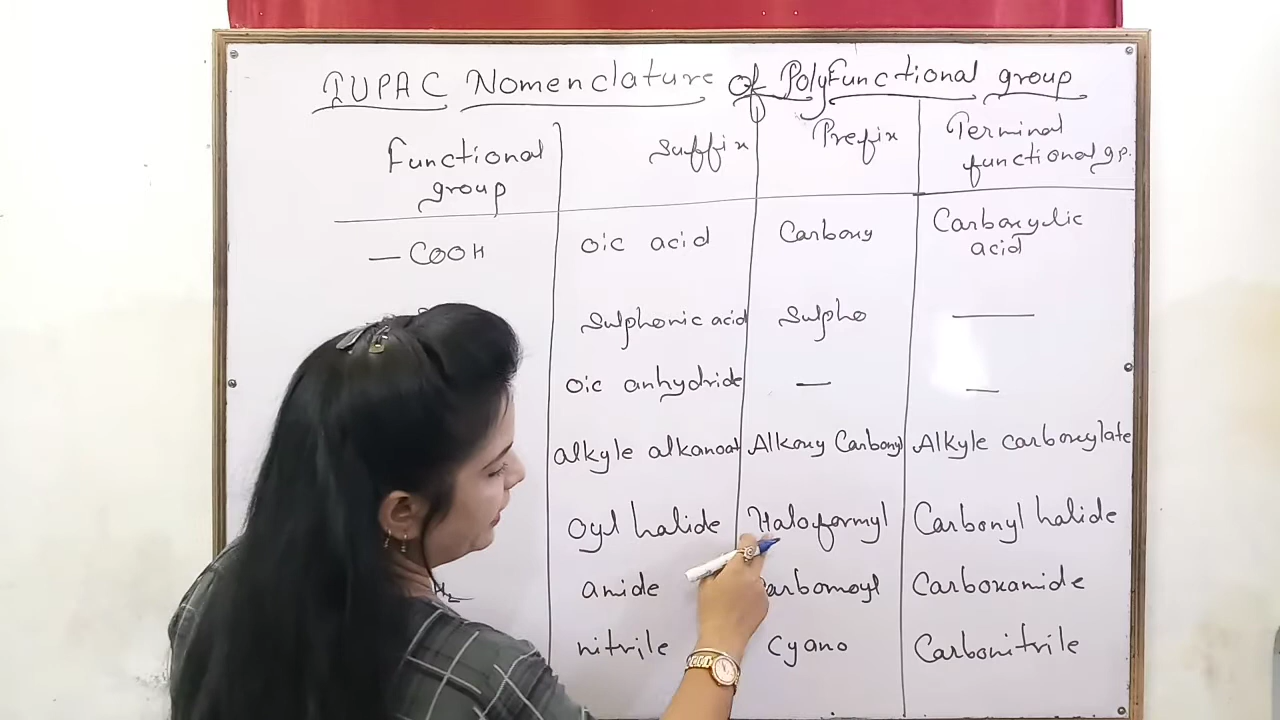 IUPAC Nomenclature of PolyFunctional group
Functional group
Suffix
Prefix
Terminal functional gp.
— COOH
oic acid
Carboxy
Carboxylic acid
Sulphonic acid
Sulpho
—
oic anhydride
—
—
alkyle alkanoat
Alkoxy Carbonyl
Alkyle carboxylate
oyl halide
Haloformyl
Carbonyl halide
amide
arbomoyl
Carboxamide
nitrile
Cyano
Carbonitrile